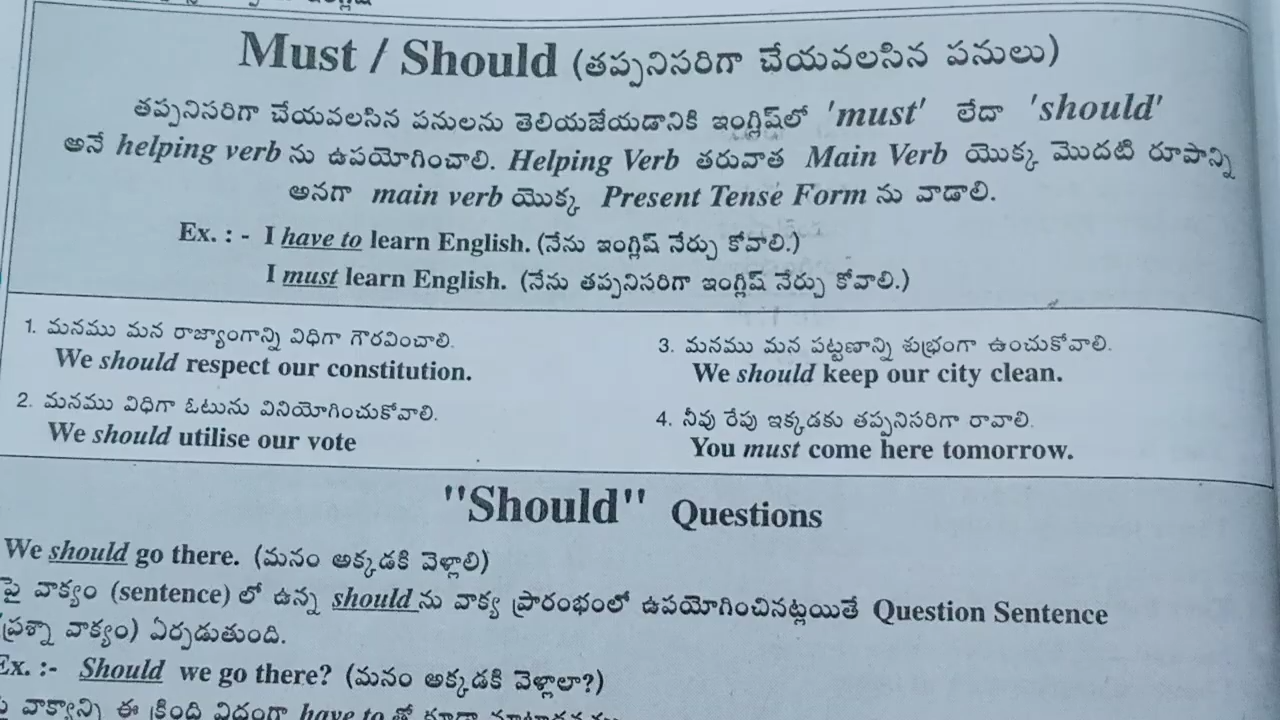 Must / Should (తప్పనిసరిగా చేయవలసిన పనులు)
తప్పనిసరిగా చేయవలసిన పనులను తెలియజేయడానికి ఇంగ్లిష్‌లో 'must' లేదా 'should'
అనే helping verb ను ఉపయోగించాలి. Helping Verb తరువాత Main Verb యొక్క మొదటి రూపాన్ని
అనగా main verb యొక్క Present Tense Form ను వాడాలి.
Ex. : - I have to learn English. (నేను ఇంగ్లిష్ నేర్చు కోవాలి.)
I must learn English. (నేను తప్పనిసరిగా ఇంగ్లిష్ నేర్చు కోవాలి.)
1. మనము మన రాజ్యాంగాన్ని విధిగా గౌరవించాలి.
We should respect our constitution.
2. మనము విధిగా ఓటును వినియోగించుకోవాలి.
We should utilise our vote
3. మనము మన పట్టణాన్ని శుభ్రంగా ఉంచుకోవాలి.
We should keep our city clean.
4. నీవు రేపు ఇక్కడకు తప్పనిసరిగా రావాలి.
You must come here tomorrow.
"Should" Questions
We should go there. (మనం అక్కడకి వెళ్లాలి)
పై వాక్యం (sentence) లో ఉన్న should ను వాక్య ప్రారంభంలో ఉపయోగించినట్లయితే Question Sentence
(ప్రశ్నా వాక్యం) ఏర్పడుతుంది.
Ex. :- Should we go there? (మనం అక్కడకి వెళ్లాలా?)
వాక్యాన్ని ఈ క్రింది విధంగా have to తో కూడా